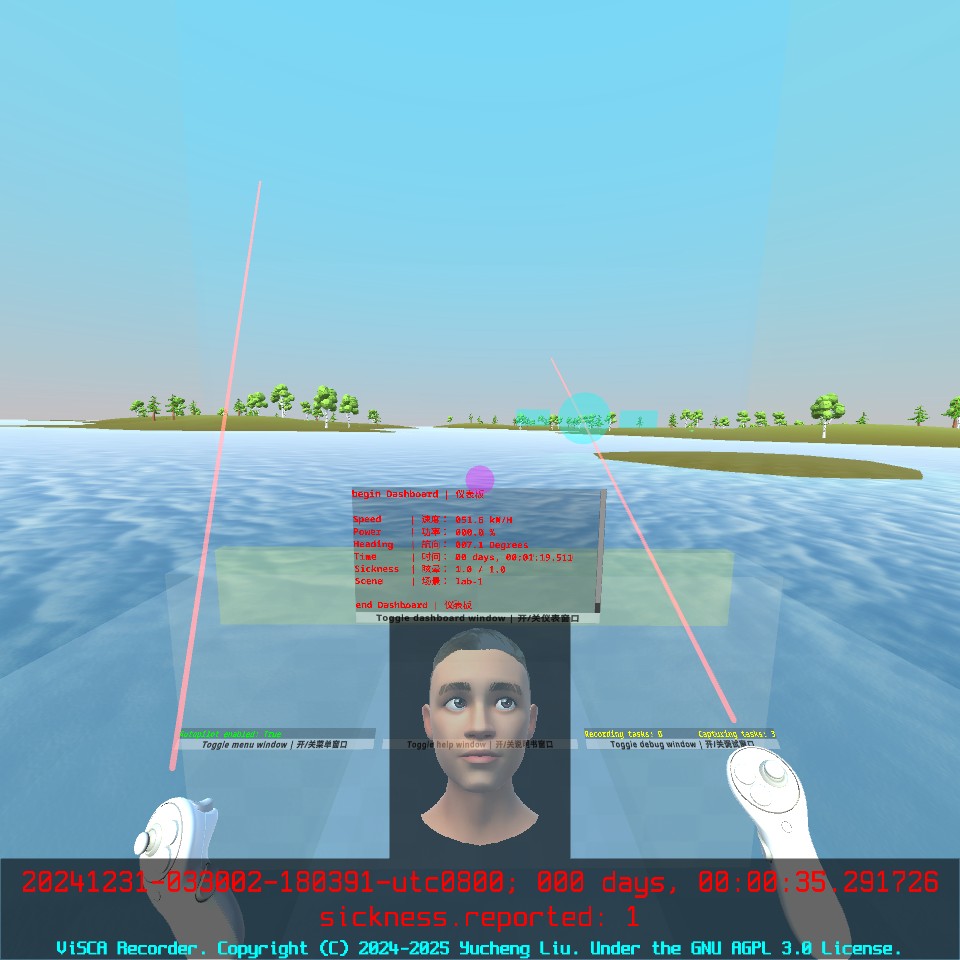 begin Dashboard | 仪表板
Speed | 速度： 051.6 kW/H
Power | 功率： 000.0 %
Heading | 航向： 007.1 Degrees
Time | 时间： 00 days, 00:01:19.511
Sickness | 眩晕： 1.0 / 1.0
Scene | 场景： lab-1
end Dashboard | 仪表板
Toggle dashboard window | 开/关仪表窗口
Autopilot enabled: True
Toggle menu window | 开/关菜单窗口
Toggle help window | 开/关说明书窗口
Recording tasks: 0 Capturing tasks: 3
Toggle debug window | 开/关调试窗口
20241231-033002-180391-utc0800; 000 days, 00:00:35.291726
sickness.reported: 1
ViSCA Recorder. Copyright (C) 2024-2025 Yucheng Liu. Under the GNU AGPL 3.0 License.